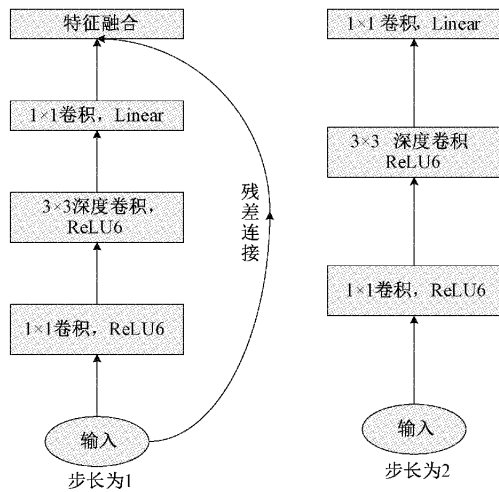 特征融合
1×1卷积, Linear
3×3深度卷积,
ReLU6
1×1卷积, ReLU6
输入
步长为1
残差连接
1×1 卷积, Linear
3×3 深度卷积
ReLU6
1×1卷积, ReLU6
输入
步长为2